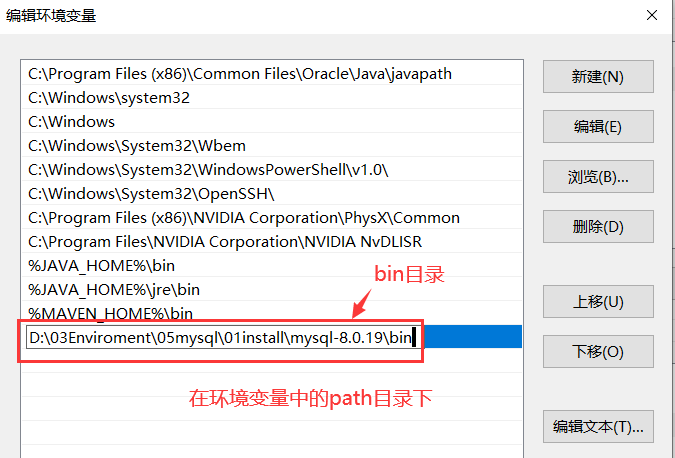 编辑环境变量
C:\Program Files (x86)\Common Files\Oracle\Java\javapath
新建(N)
C:\Windows\system32
C:\Windows
编辑(E)
C:\Windows\System32\Wbem
C:\Windows\System32\WindowsPowerShell\v1.0\
浏览(B)...
C:\Windows\System32\OpenSSH\
C:\Program Files (x86)\NVIDIA Corporation\PhysX\Common
删除(D)
C:\Program Files\NVIDIA Corporation\NVIDIA NvDLISR
%JAVA_HOME%\bin
bin目录
%JAVA_HOME%\jre\bin
上移(U)
%MAVEN_HOME%\bin
D:\03Enviroment\05mysql\01install\mysql-8.0.19\bin
下移(O)
在环境变量中的path目录下
编辑文本(T)...